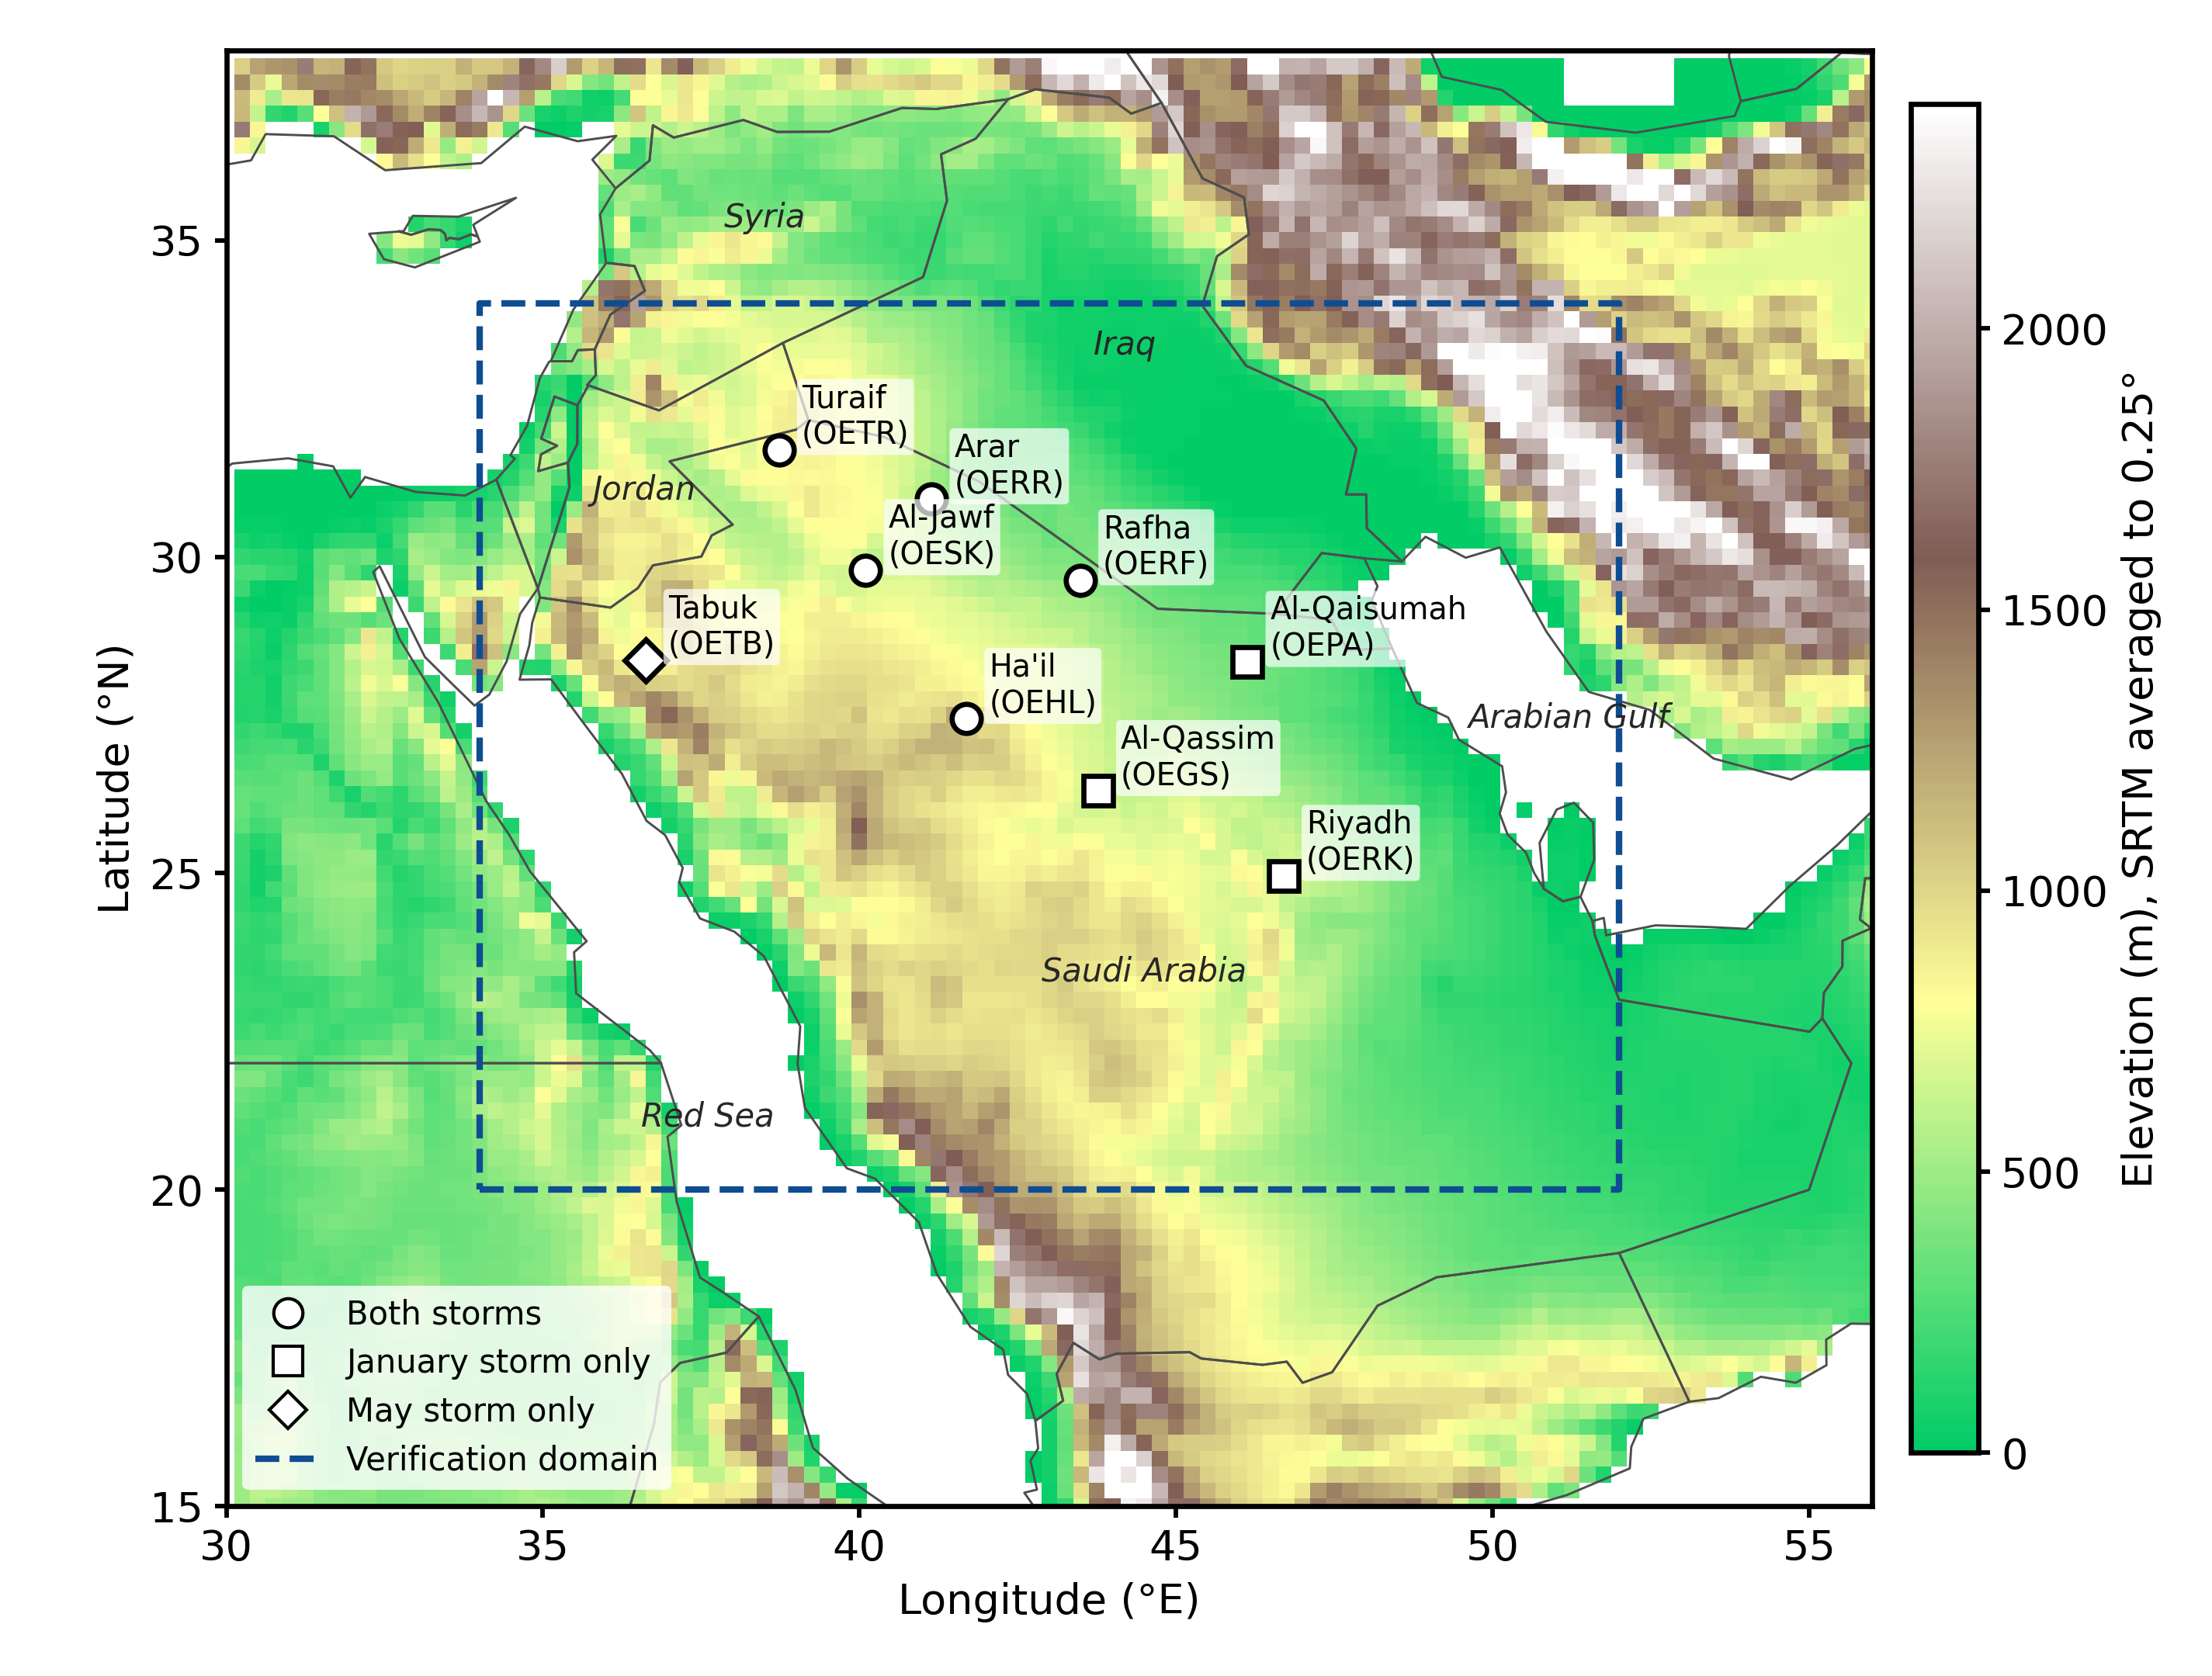 Syria
Iraq
Turaif
(OETR)
Arar
(OERR)
Jordan
Al-Jawf
(OESK)
Rafha
(OERF)
Tabuk
(OETB)
Al-Qaisumah
(OEPA)
Ha'il
(OEHL)
Arabian Gulf
Al-Qassim
(OEGS)
Riyadh
(OERK)
Saudi Arabia
Red Sea
Both storms
January storm only
May storm only
Verification domain
35
30
25
20
15
Latitude (°N)
30
35
40
45
50
55
Longitude (°E)
2000
1500
1000
500
0
Elevation (m), SRTM averaged to 0.25°